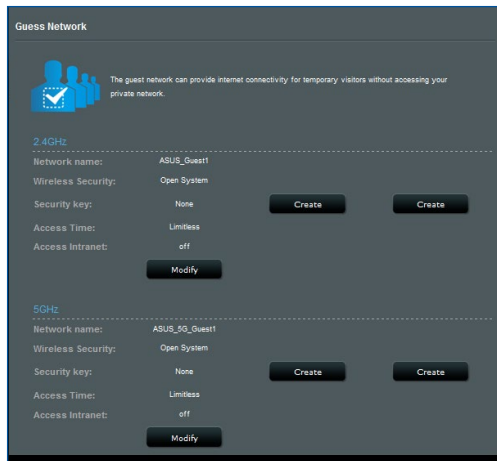 Guess Network
The guest network can provide internet connectivity for temporary visitors without accessing your
private network.
2.4GHz
Network name: ASUS_Guest1
Wireless Security: Open System
Security key: None Create Create
Access Time: Limitless
Access Intranet: off
Modify
5GHz
Network name: ASUS_5G_Guest1
Wireless Security: Open System
Security key: None Create Create
Access Time: Limitless
Access Intranet: off
Modify